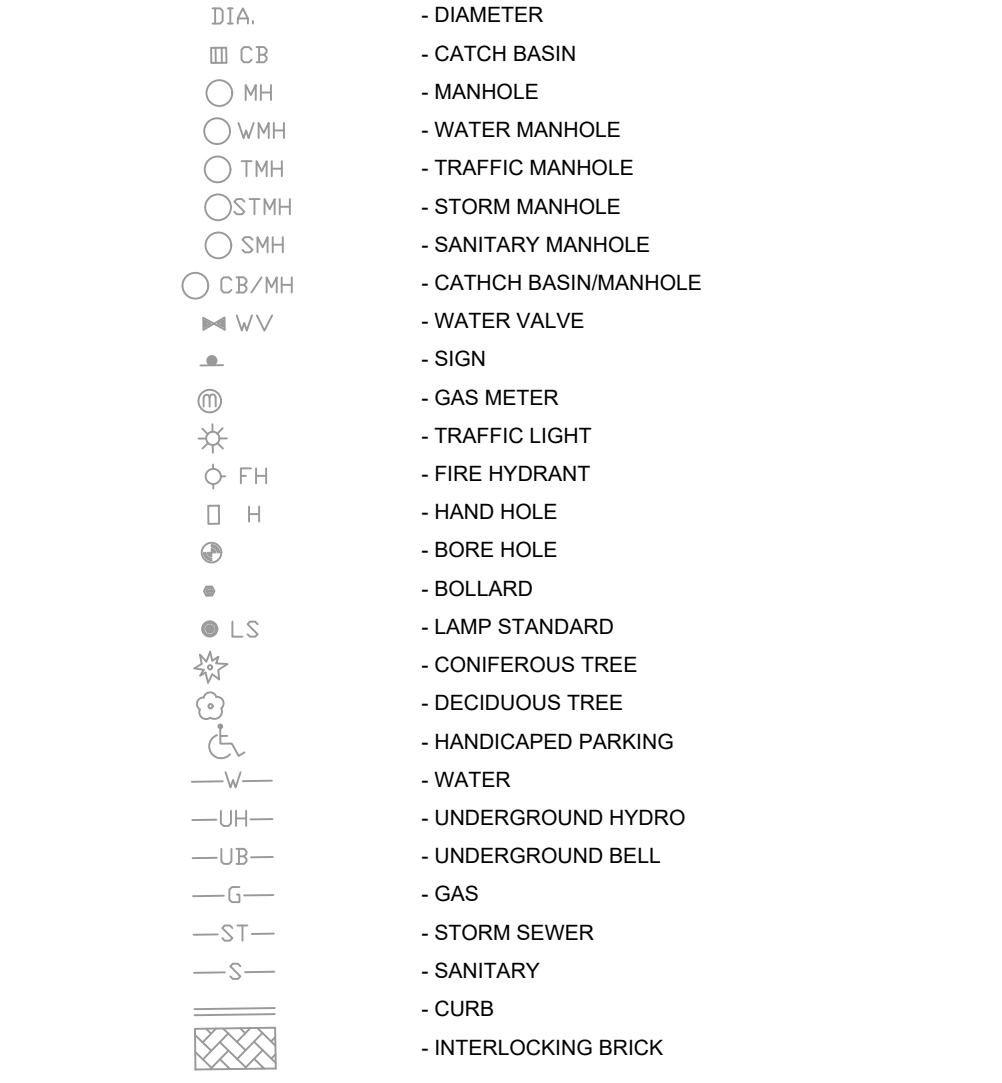 DIA. - DIAMETER
CB - CATCH BASIN
MH - MANHOLE
WMH - WATER MANHOLE
TMH - TRAFFIC MANHOLE
STMH - STORM MANHOLE
SMH - SANITARY MANHOLE
CB/MH - CATHCH BASIN/MANHOLE
WV - WATER VALVE
- SIGN
m - GAS METER
- TRAFFIC LIGHT
FH - FIRE HYDRANT
H - HAND HOLE
- BORE HOLE
- BOLLARD
LS - LAMP STANDARD
- CONIFEROUS TREE
- DECIDUOUS TREE
- HANDICAPED PARKING
W - WATER
UH - UNDERGROUND HYDRO
UB - UNDERGROUND BELL
G - GAS
ST - STORM SEWER
S - SANITARY
- CURB
- INTERLOCKING BRICK